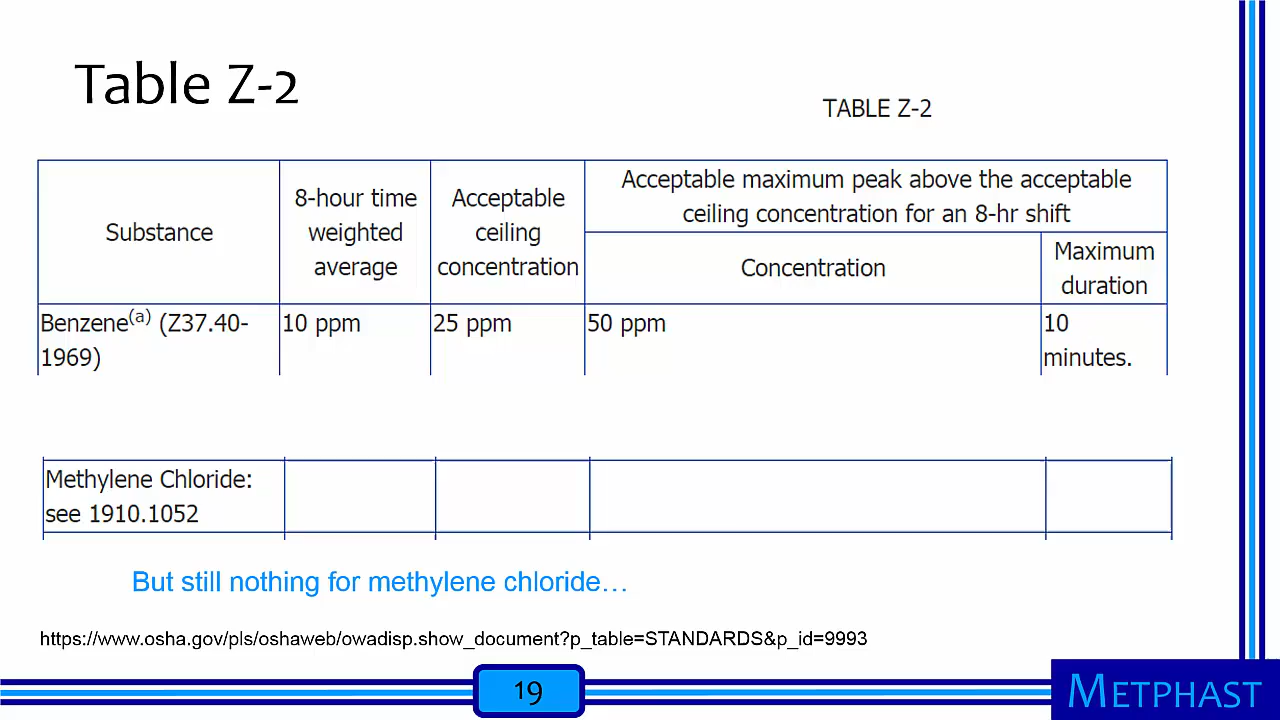 Table Z-2
TABLE Z-2
Substance
8-hour time
weighted
average
Acceptable
ceiling
concentration
Acceptable maximum peak above the acceptable
ceiling concentration for an 8-hr shift
Concentration
Maximum
duration
Benzene(a) (Z37.40-
1969)
10 ppm
25 ppm
50 ppm
10
minutes.
Methylene Chloride:
see 1910.1052
But still nothing for methylene chloride…
https://www.osha.gov/pls/oshaweb/owadisp.show_document?p_table=STANDARDS&p_id=9993
19
METPHAST